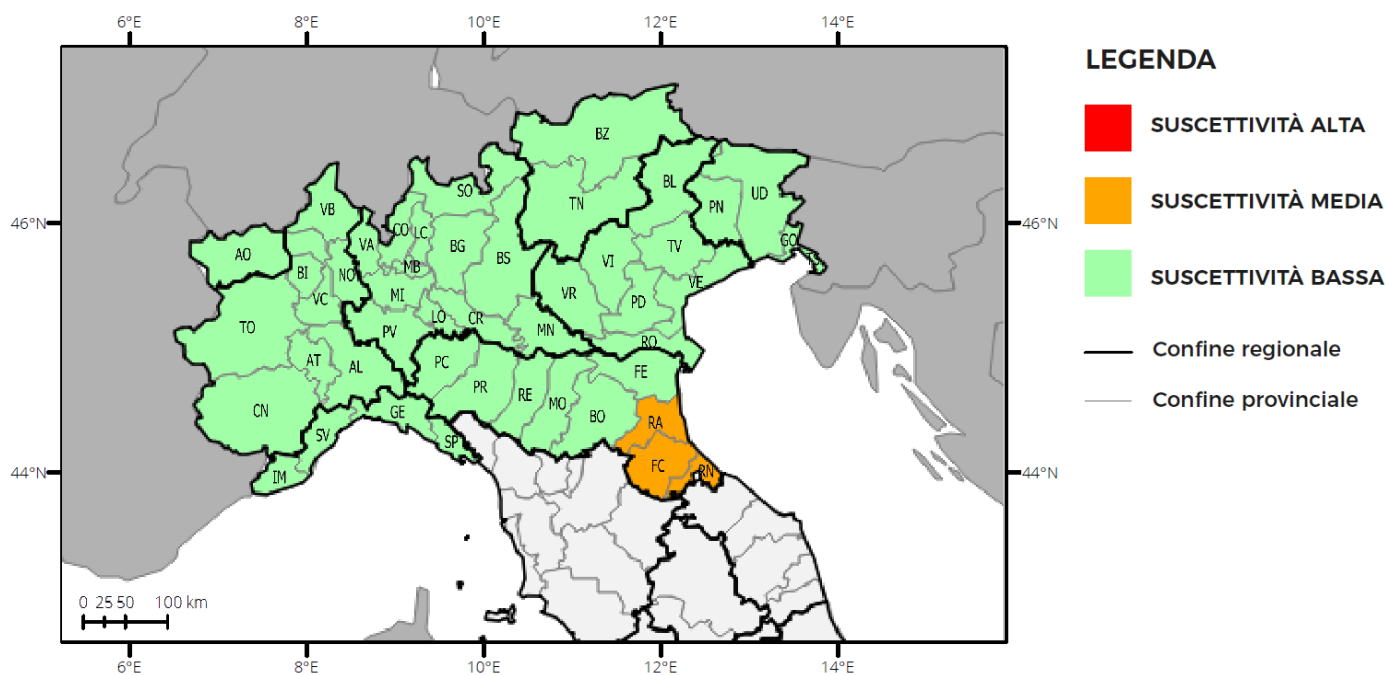 6°E 8°E 10°E 12°E 14°E
LEGENDA
SUSCETTIVITÀ ALTA
SUSCETTIVITÀ MEDIA
SUSCETTIVITÀ BASSA
Confine regionale
Confine provinciale
46°N 46°N
44°N 44°N
BZ
BL
UD
SO
TN
PN
VB
CO
LC
VA
BG
TV
GO
AO
BS
VI
BI
NO
MB
VE
VC
MI
VR
PD
TO
LO
CR
MN
PV
RO
AT
AL
PC
FE
PR
RE
MO
BO
CN
GE
RA
SV
SP
FC
RN
IM
0 25 50 100 km
6°E 8°E 10°E 12°E 14°E